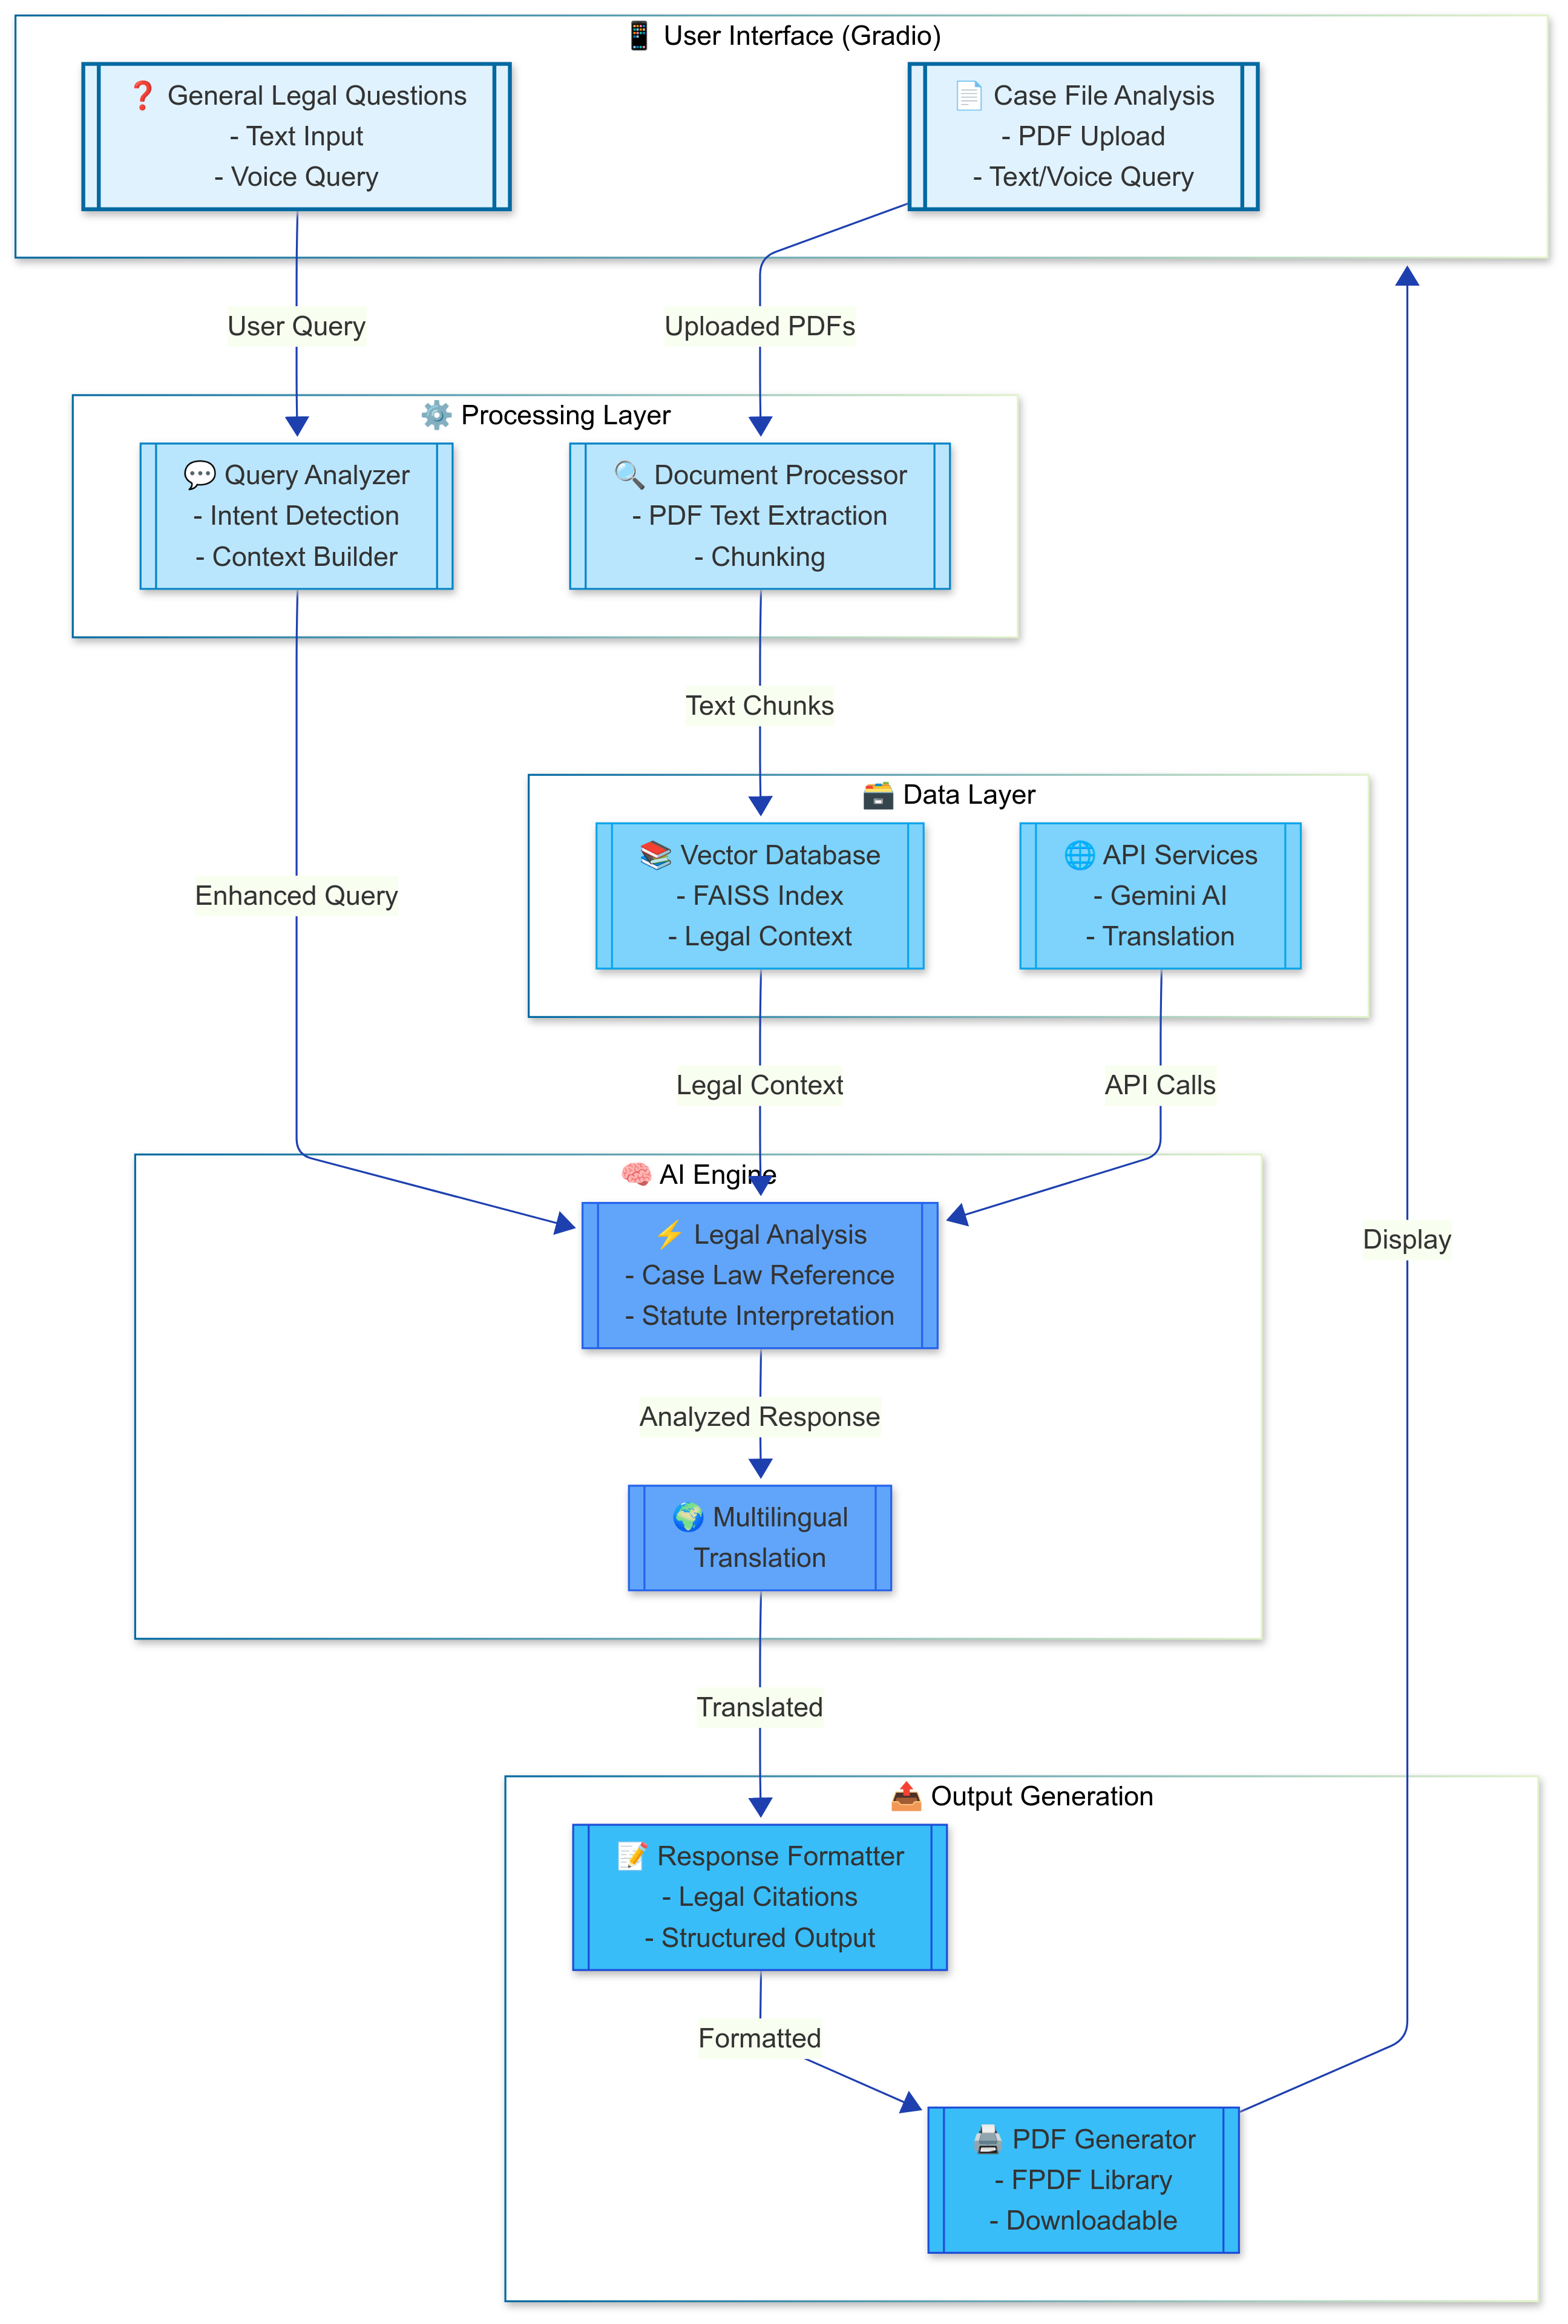 📱 User Interface (Gradio)
❓ General Legal Questions
- Text Input
- Voice Query
📄 Case File Analysis
- PDF Upload
- Text/Voice Query
User Query
Uploaded PDFs
⚙️ Processing Layer
💬 Query Analyzer
- Intent Detection
- Context Builder
🔍 Document Processor
- PDF Text Extraction
- Chunking
Text Chunks
🗃️ Data Layer
📚 Vector Database
- FAISS Index
- Legal Context
🌐 API Services
- Gemini AI
- Translation
Enhanced Query
Legal Context
API Calls
🧠 AI Engine
⚡ Legal Analysis
- Case Law Reference
- Statute Interpretation
Display
Analyzed Response
🌍 Multilingual
Translation
Translated
📤 Output Generation
📝 Response Formatter
- Legal Citations
- Structured Output
Formatted
🖨️ PDF Generator
- FPDF Library
- Downloadable